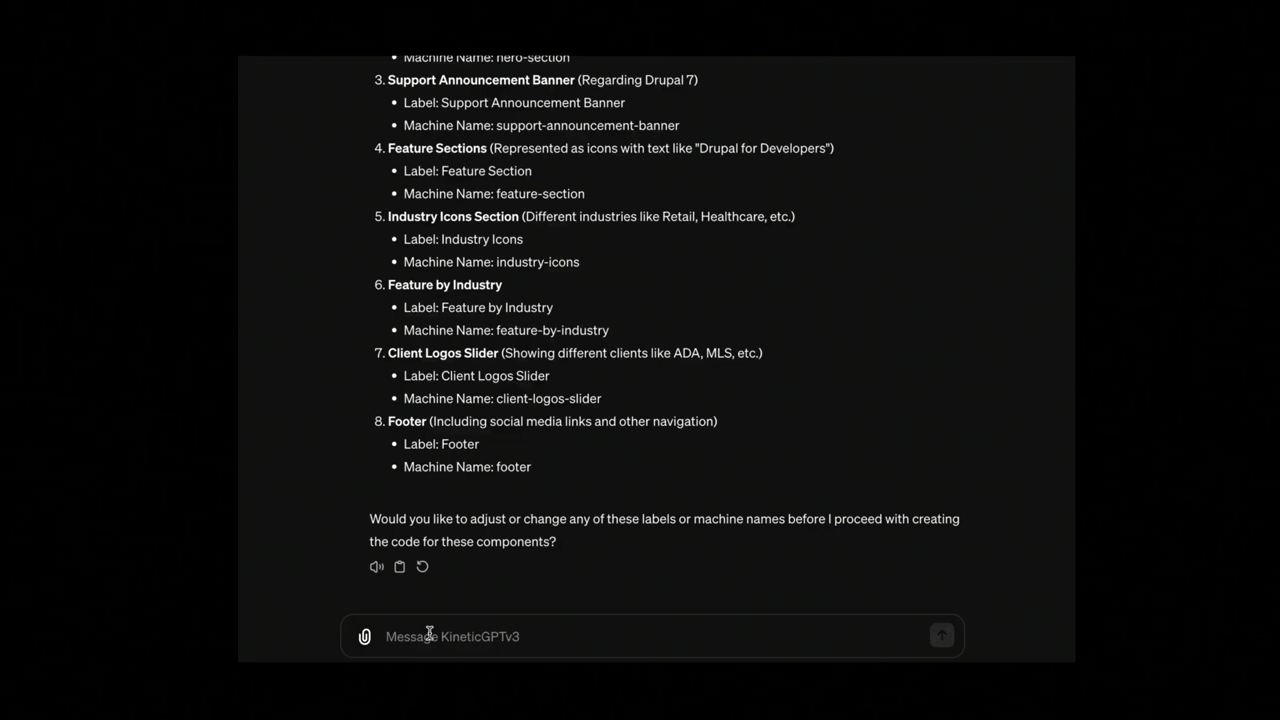 • Machine Name: hero-section
3. Support Announcement Banner (Regarding Drupal 7)
• Label: Support Announcement Banner
• Machine Name: support-announcement-banner
4. Feature Sections (Represented as icons with text like "Drupal for Developers")
• Label: Feature Section
• Machine Name: feature-section
5. Industry Icons Section (Different industries like Retail, Healthcare, etc.)
• Label: Industry Icons
• Machine Name: industry-icons
6. Feature by Industry
• Label: Feature by Industry
• Machine Name: feature-by-industry
7. Client Logos Slider (Showing different clients like ADA, MLS, etc.)
• Label: Client Logos Slider
• Machine Name: client-logos-slider
8. Footer (Including social media links and other navigation)
• Label: Footer
• Machine Name: footer
Would you like to adjust or change any of these labels or machine names before I proceed with creating
the code for these components?
Message KineticGPTv3